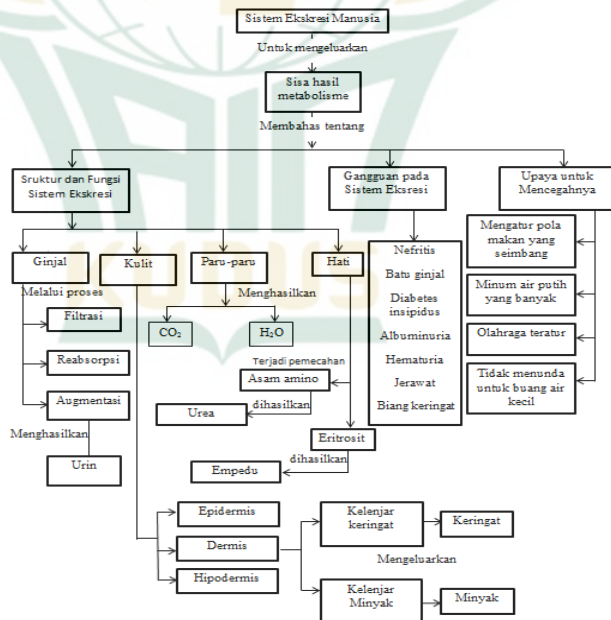 Sistem Ekskresi Manusia
Untuk mengeluarkan
Sisa hasil
metabolisme
Membahas tentang
Sruktur dan Fungsi
Sistem Ekskresi
Gangguan pada
Sistem Eksresi
Upaya untuk
Mencegahnya
Ginjal
Kulit
Paru-paru
Hati
Melalui proses
Filtrasi
Reabsorpsi
Augmentasi
Menghasilkan
Urin
Menghasilkan
CO₂
H₂O
Terjadi pemecahan
Asam amino
dihasilkan
Urea
Eritrosit
dihasilkan
Empedu
Nefritis
Batu ginjal
Diabetes
insipidus
Albuminuria
Hematuria
Jerawat
Biang keringat
Mengatur pola
makan yang
seimbang
Minum air putih
yang banyak
Olahraga teratur
Tidak menunda
untuk buang air
kecil
Epidermis
Dermis
Hipodermis
Kelenjar
keringat
Keringat
Mengeluarkan
Kelenjar
Minyak
Minyak
KUDUS